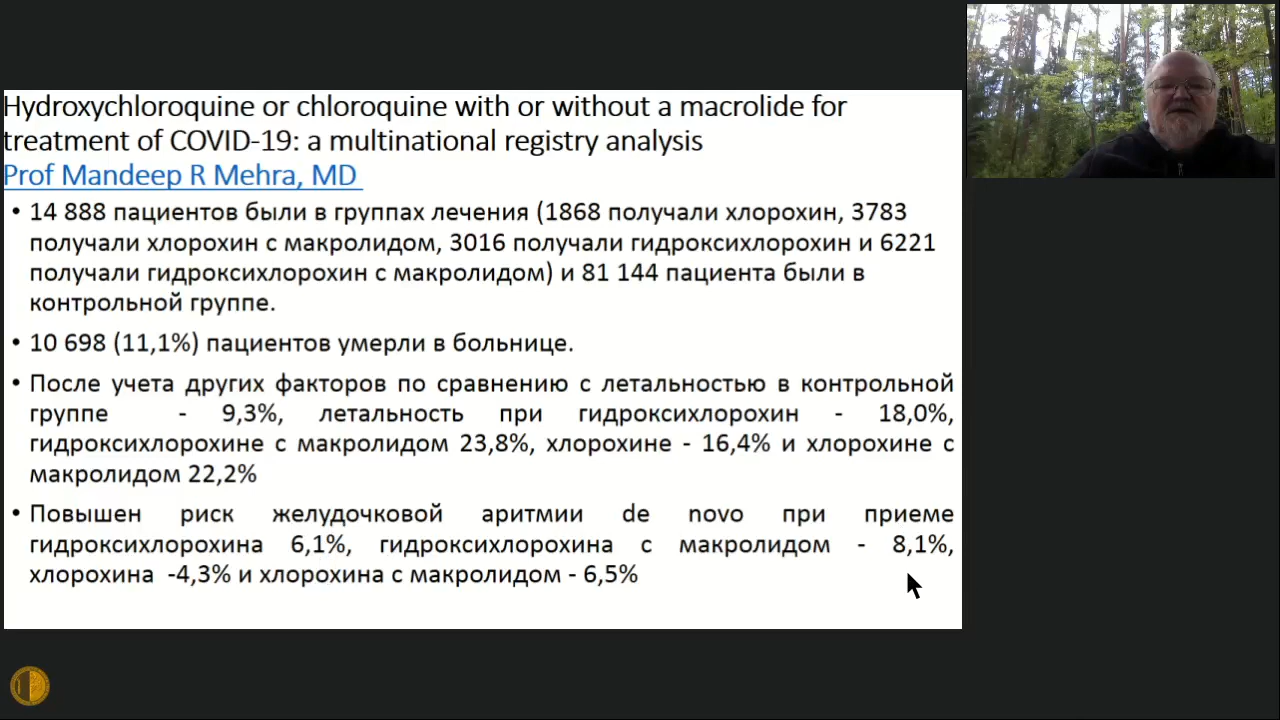 Hydroxychloroquine or chloroquine with or without a macrolide for
treatment of COVID-19: a multinational registry analysis
Prof Mandeep R Mehra, MD
• 14 888 пациентов были в группах лечения (1868 получали хлорохин, 3783
получали хлорохин с макролидом, 3016 получали гидроксихлорохин и 6221
получали гидроксихлорохин с макролидом) и 81 144 пациента были в
контрольной группе.
• 10 698 (11,1%) пациентов умерли в больнице.
• После учета других факторов по сравнению с летальностью в контрольной
группе - 9,3%, летальность при гидроксихлорохин - 18,0%,
гидроксихлорохине с макролидом 23,8%, хлорохине - 16,4% и хлорохине с
макролидом 22,2%
• Повышен риск желудочковой аритмии de novo при приеме
гидроксихлорохина 6,1%, гидроксихлорохина с макролидом - 8,1%,
хлорохина -4,3% и хлорохина с макролидом - 6,5%